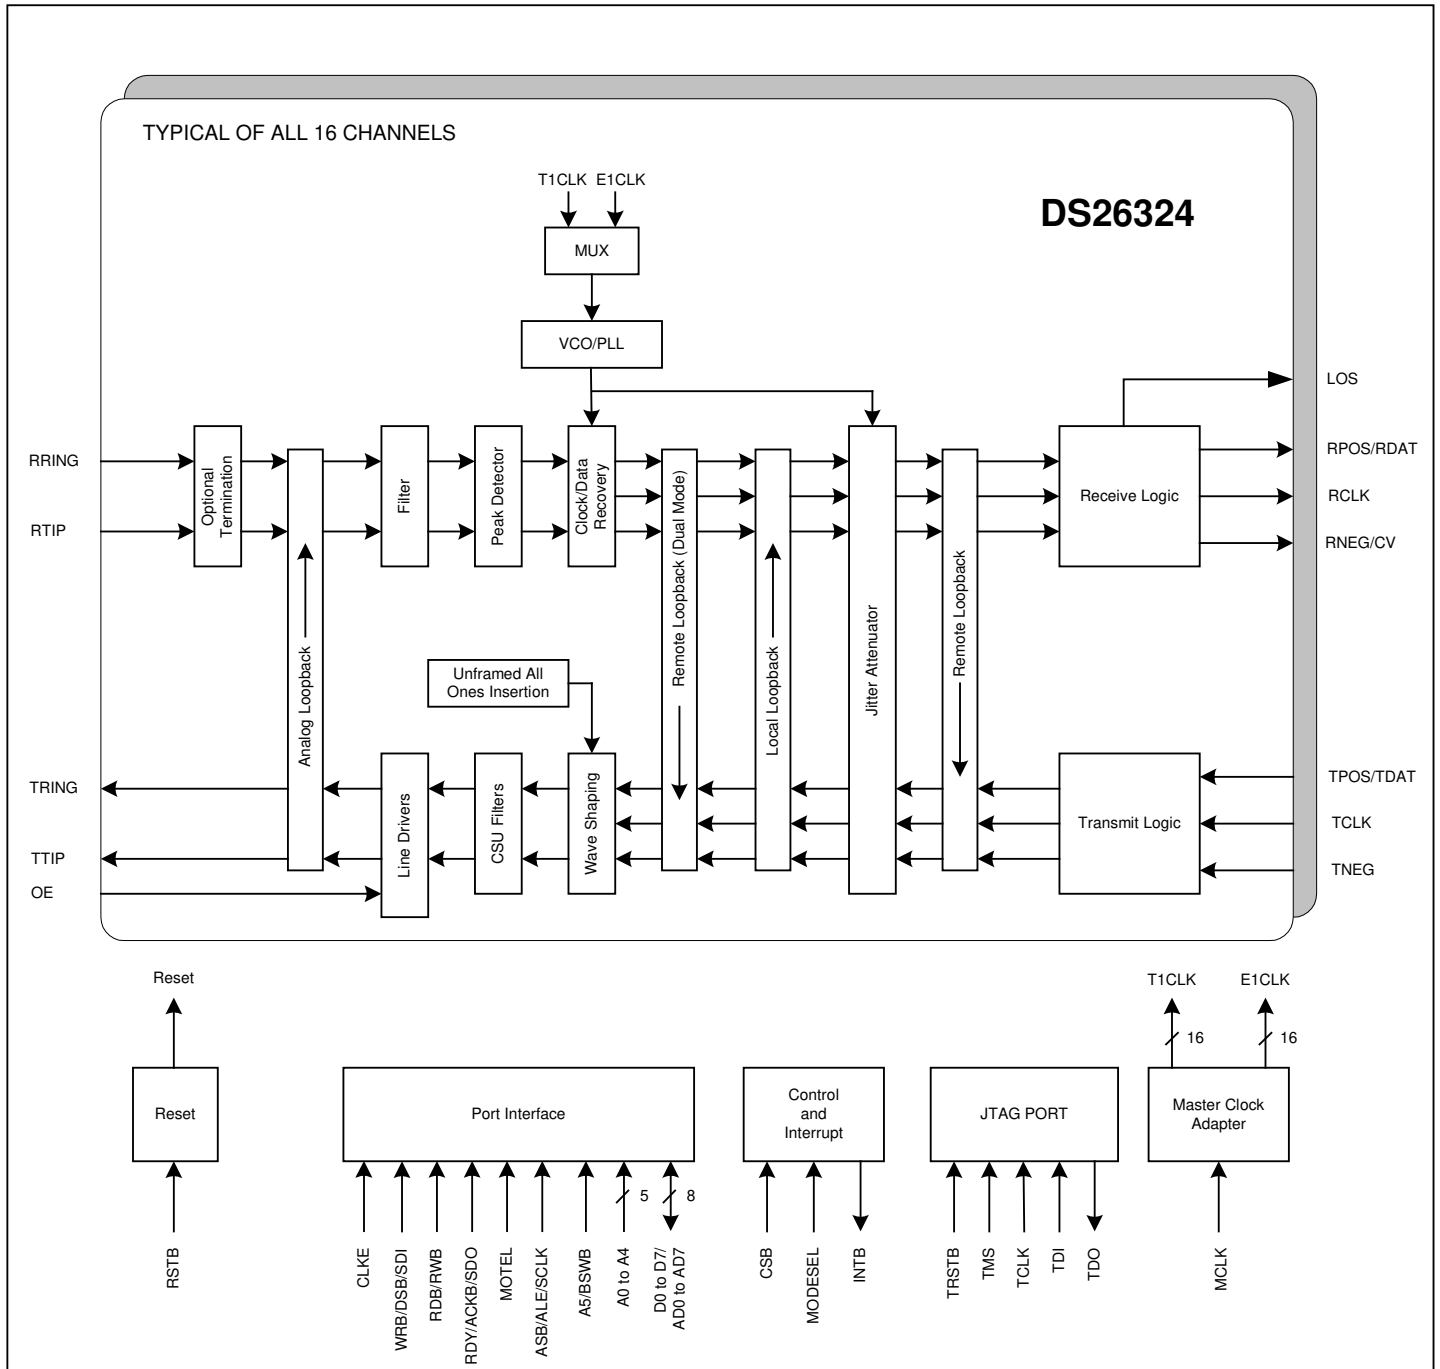 TYPICAL OF ALL 16 CHANNELS
DS26324
T1CLK
E1CLK
MUX
VCO/PLL
LOS
RRING
RTIP
Optional
Termination
Analog Loopback
Filter
Peak Detector
Clock/Data
Recovery
Remote Loopback (Dual Mode)
Local Loopback
Jitter Attenuator
Remote Loopback
Receive Logic
RPOS/RDAT
RCLK
RNEG/CV
Unframed All
Ones Insertion
TRING
TTIP
OE
Line Drivers
CSU Filters
Wave Shaping
Transmit Logic
TPOS/TDAT
TCLK
TNEG
Reset
T1CLK
E1CLK
16
16
Reset
Port Interface
Control
and
Interrupt
JTAG PORT
Master Clock
Adapter
5
8
RSTB
CLKE
WRB/DSB/SDI
RDB/RWB
RDY/ACKB/SDO
MOTEL
ASB/ALE/SCLK
A5/BSWB
A0 to A4
D0 to D7/
AD0 to AD7
CSB
MODESEL
INTB
TRSTB
TMS
TCLK
TDI
TDO
MCLK